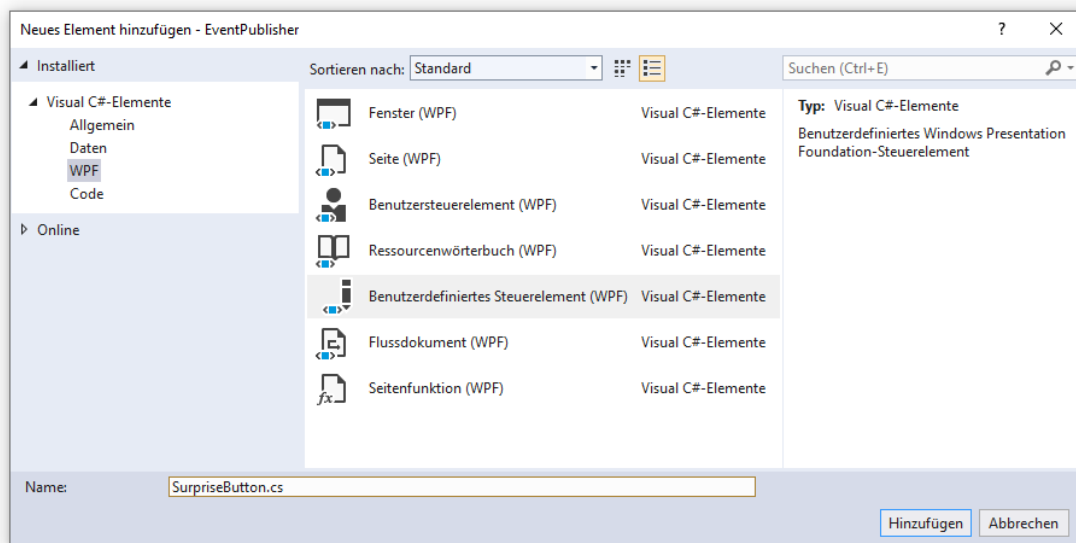 Neues Element hinzufügen - EventPublisher
?
Installiert
Sortieren nach: Standard
Suchen (Ctrl+E)
Visual C#-Elemente
Allgemein
Daten
WPF
Code
Online
Fenster (WPF) Visual C#-Elemente
Seite (WPF) Visual C#-Elemente
Benutzersteuerelement (WPF) Visual C#-Elemente
Ressourcenwörterbuch (WPF) Visual C#-Elemente
Benutzerdefiniertes Steuerelement (WPF) Visual C#-Elemente
Flussdokument (WPF) Visual C#-Elemente
fx Seitenfunktion (WPF) Visual C#-Elemente
Typ: Visual C#-Elemente
Benutzerdefiniertes Windows Presentation
Foundation-Steuerelement
Name: SurpriseButton.cs
Hinzufügen Abbrechen